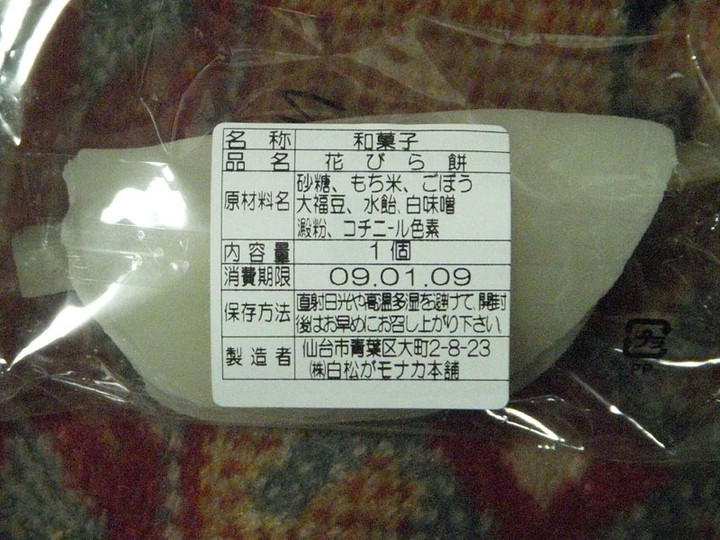 名称 和菓子
品名 花びら餅
原材料名 砂糖、もち米、ごぼう
大福豆、水飴、白味噌
澱粉、コチニール色素
内容量 1個
消費期限 09.01.09
保存方法 直射日光や高温多湿を避けて、開封
後はお早めにお召し上がり下さい。
製造者 仙台市青葉区大町2-8-23
㈱白松がモナカ本舗
プラ
PP